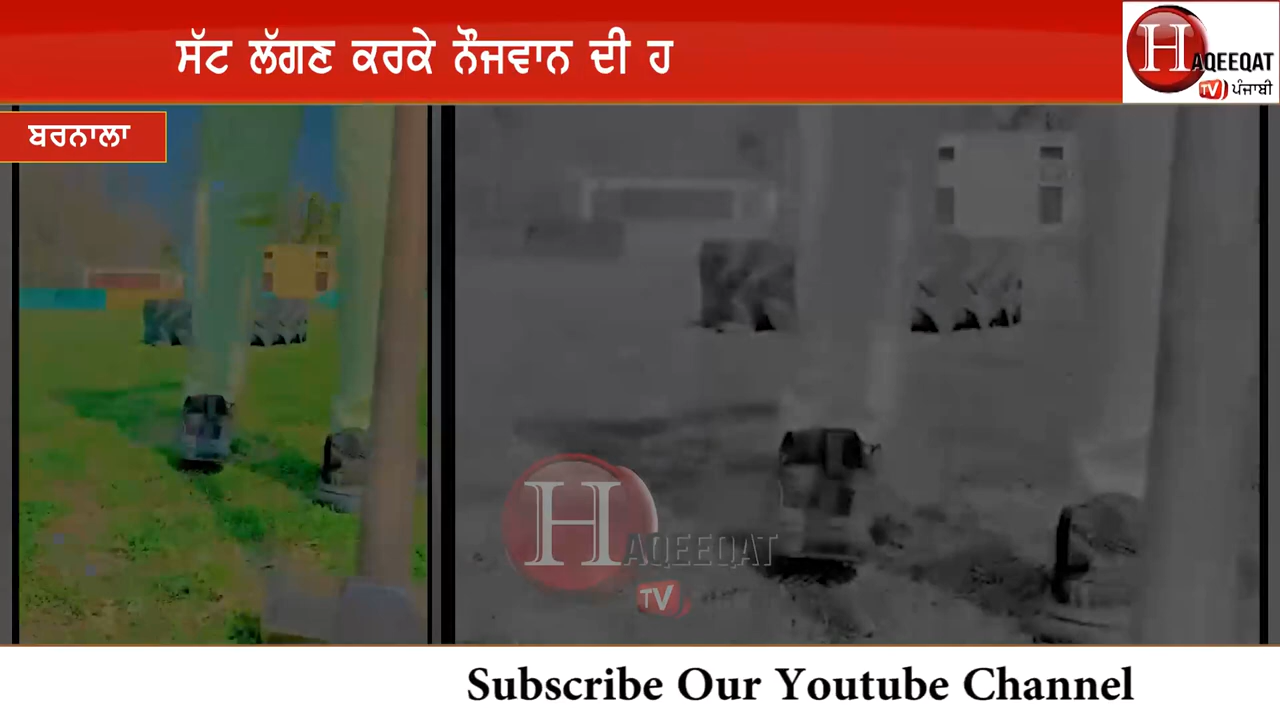 ਸੱਟ ਲੱਗਣ ਕਰਕੇ ਨੌਜਵਾਨ ਦੀ ਹ
HAQEEQAT
TV ਪੰਜਾਬੀ
ਬਰਨਾਲਾ
HAQEEQAT
TV
Subscribe Our Youtube Channel